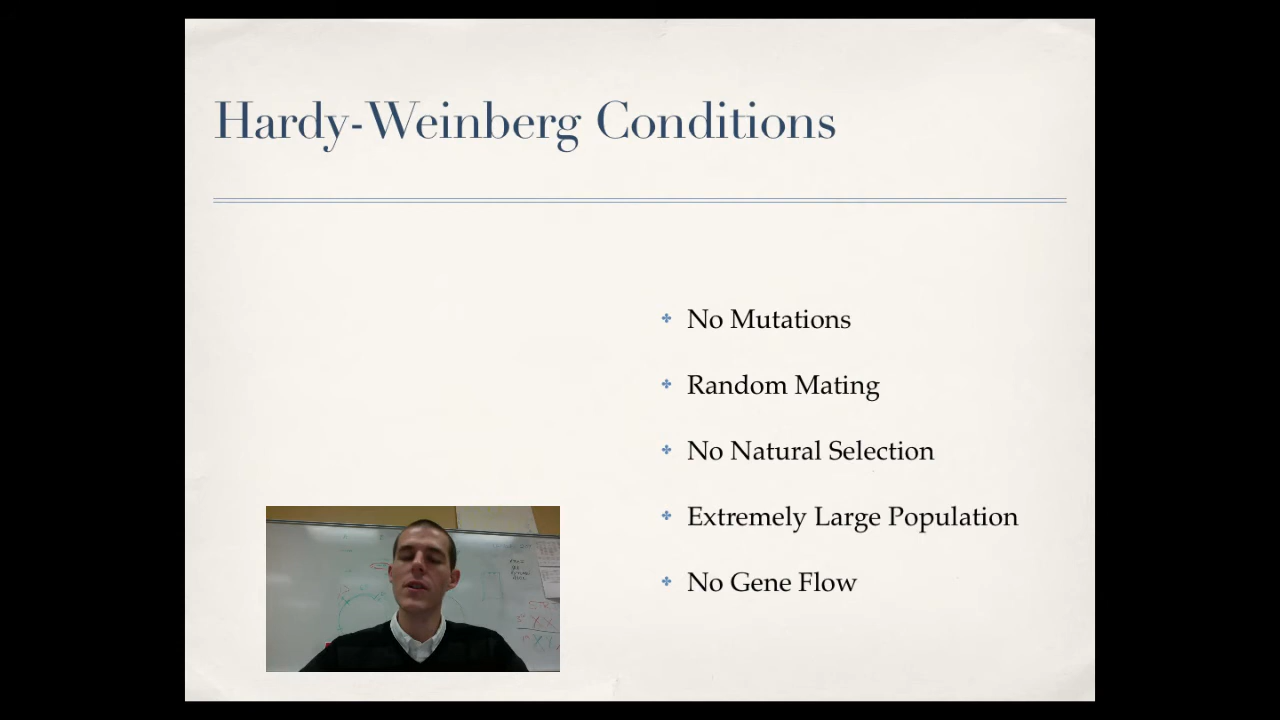 Hardy-Weinberg Conditions
No Mutations
Random Mating
No Natural Selection
Extremely Large Population
No Gene Flow